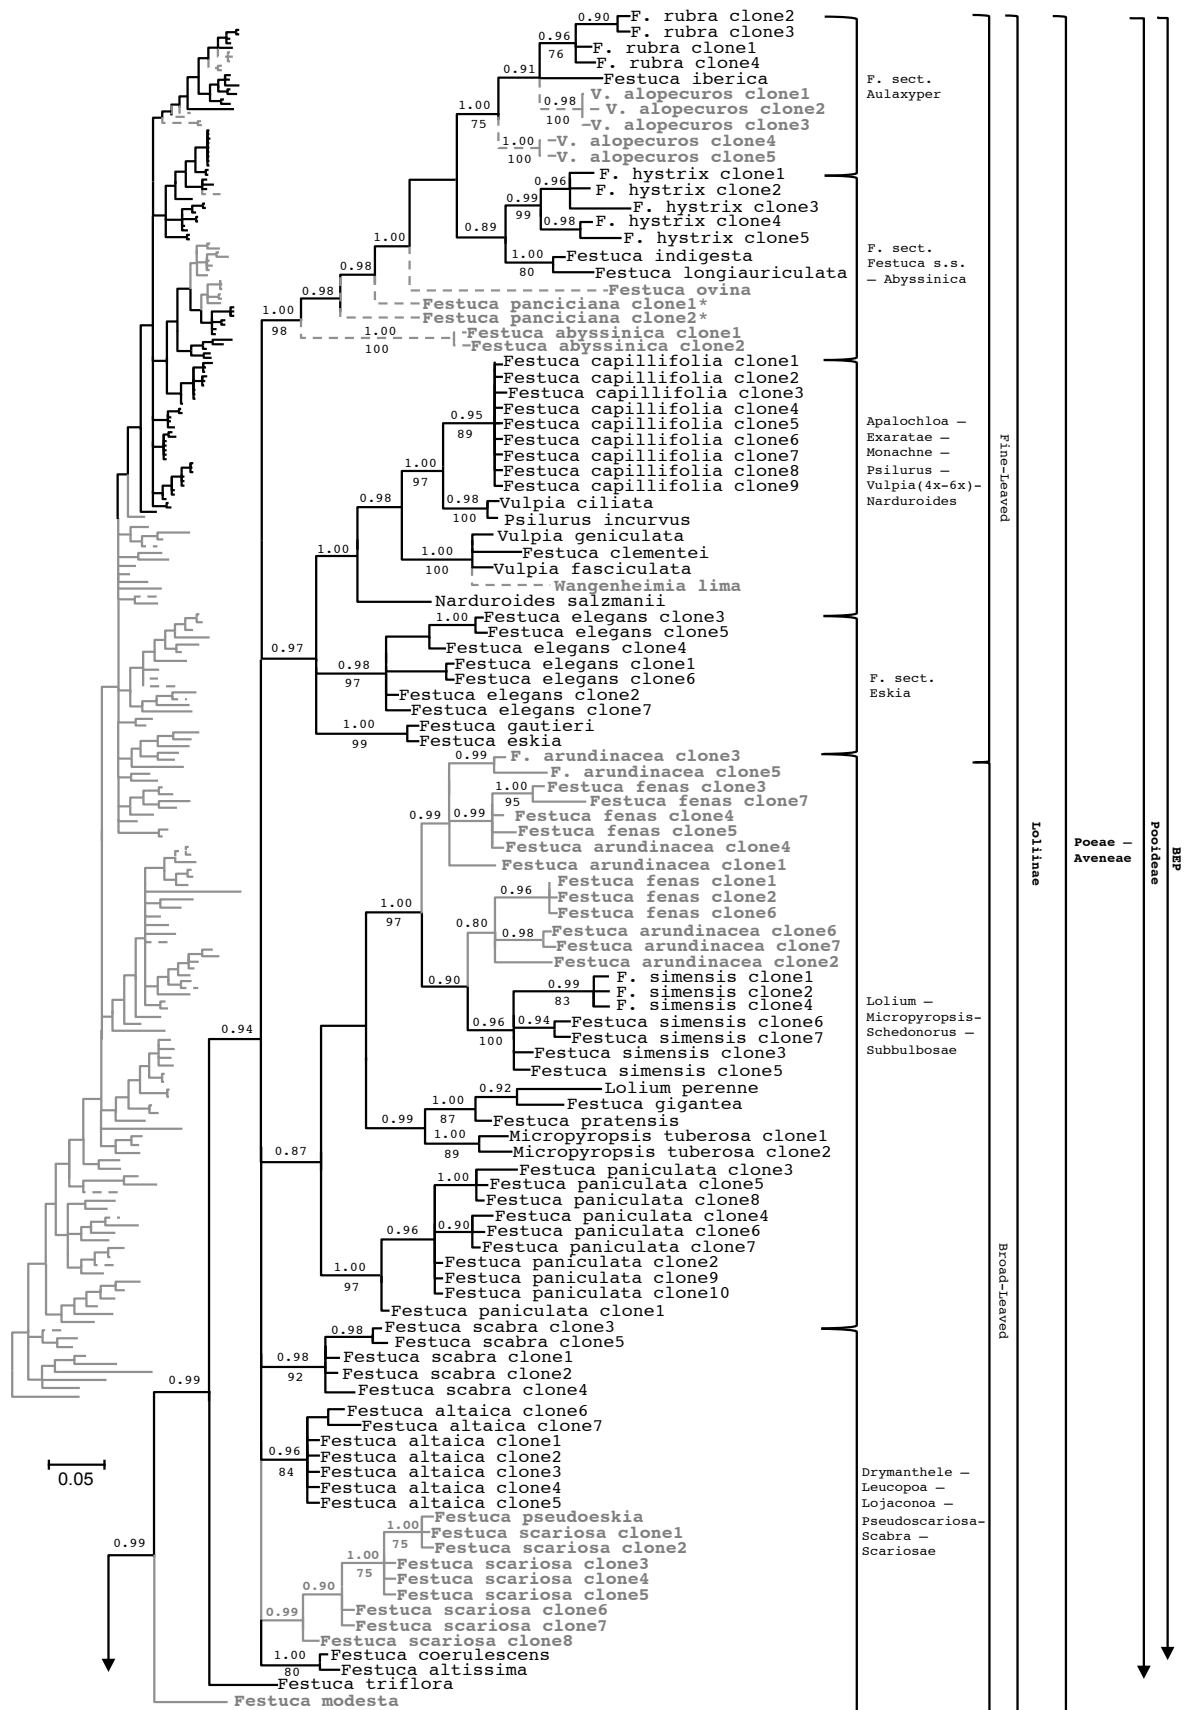 0.90
F. rubra clone2
F. rubra clone3
0.96
76
F. rubra clone1
F. rubra clone4
0.91
Festuca iberica
V. alopecuros clone1
0.98
V. alopecuros clone2
100
V. alopecuros clone3
1.00
75
1.00
V. alopecuros clone4
100
V. alopecuros clone5
F. sect.
Aulaxyper
F. hystrix clone1
0.96
F. hystrix clone2
0.99
99
F. hystrix clone3
0.98
F. hystrix clone4
F. hystrix clone5
0.89
1.00
80
Festuca indigesta
Festuca longiauriculata
F. sect.
Festuca s.s.
– Abyssinica
1.00
Festuca ovina
0.98
Festuca panciciana clone1*
0.98
Festuca panciciana clone2*
1.00
98
1.00
100
Festuca abyssinica clone1
Festuca abyssinica clone2
Festuca capillifolia clone1
Festuca capillifolia clone2
Festuca capillifolia clone3
Festuca capillifolia clone4
0.95
89
Festuca capillifolia clone5
Festuca capillifolia clone6
Festuca capillifolia clone7
Festuca capillifolia clone8
Festuca capillifolia clone9
1.00
97
0.98
100
Vulpia ciliata
Psilurus incurvus
0.98
Vulpia geniculata
1.00
100
Festuca clementei
Vulpia fasciculata
Wangenheimia lima
1.00
Narduroides salzmanii
Apalochloa –
Exaratae –
Monachne –
Psilurus –
Vulpia(4x-6x)-
Narduroides
Fine-Leaved
1.00
Festuca elegans clone3
Festuca elegans clone5
Festuca elegans clone4
0.97
0.98
97
Festuca elegans clone1
Festuca elegans clone6
Festuca elegans clone2
Festuca elegans clone7
1.00
99
Festuca gautieri
Festuca eskia
F. sect.
Eskia
0.99
F. arundinacea clone3
F. arundinacea clone5
1.00
95
Festuca fenas clone3
Festuca fenas clone7
0.99
0.99
Festuca fenas clone4
Festuca fenas clone5
Festuca arundinacea clone4
Festuca arundinacea clone1
0.96
Festuca fenas clone1
Festuca fenas clone2
Festuca fenas clone6
1.00
97
0.80
0.98
Festuca arundinacea clone6
Festuca arundinacea clone7
Festuca arundinacea clone2
0.90
0.99
83
F. simensis clone1
F. simensis clone2
F. simensis clone4
0.96
100
0.94
Festuca simensis clone6
Festuca simensis clone7
Festuca simensis clone3
Festuca simensis clone5
0.94
0.92
Lolium perenne
Festuca gigantea
1.00
87
Festuca pratensis
0.99
1.00
89
Micropyropsis tuberosa clone1
Micropyropsis tuberosa clone2
0.87
1.00
Festuca paniculata clone3
Festuca paniculata clone5
Festuca paniculata clone8
0.96
0.90
Festuca paniculata clone4
Festuca paniculata clone6
Festuca paniculata clone7
Festuca paniculata clone2
Festuca paniculata clone9
Festuca paniculata clone10
1.00
97
Festuca paniculata clone1
Lolium –
Micropyropsis-
Schedonorus –
Subbulbosae
Broad-Leaved
Loliinae
Poeae –
Aveneae
Pooideae
BEP
0.98
Festuca scabra clone3
Festuca scabra clone5
0.98
92
Festuca scabra clone1
Festuca scabra clone2
Festuca scabra clone4
0.99
Festuca altaica clone6
Festuca altaica clone7
0.96
84
Festuca altaica clone1
Festuca altaica clone2
Festuca altaica clone3
Festuca altaica clone4
Festuca altaica clone5
0.05
Festuca pseudoeskia
1.00
75
Festuca scariosa clone1
Festuca scariosa clone2
1.00
75
Festuca scariosa clone3
Festuca scariosa clone4
Festuca scariosa clone5
0.90
Festuca scariosa clone6
Festuca scariosa clone7
0.99
Festuca scariosa clone8
0.99
1.00
80
Festuca coerulescens
Festuca altissima
Festuca triflora
Festuca modesta
Drymanthele –
Leucopoa –
Lojaconoa –
Pseudoscariosa-
Scabra –
Scariosae